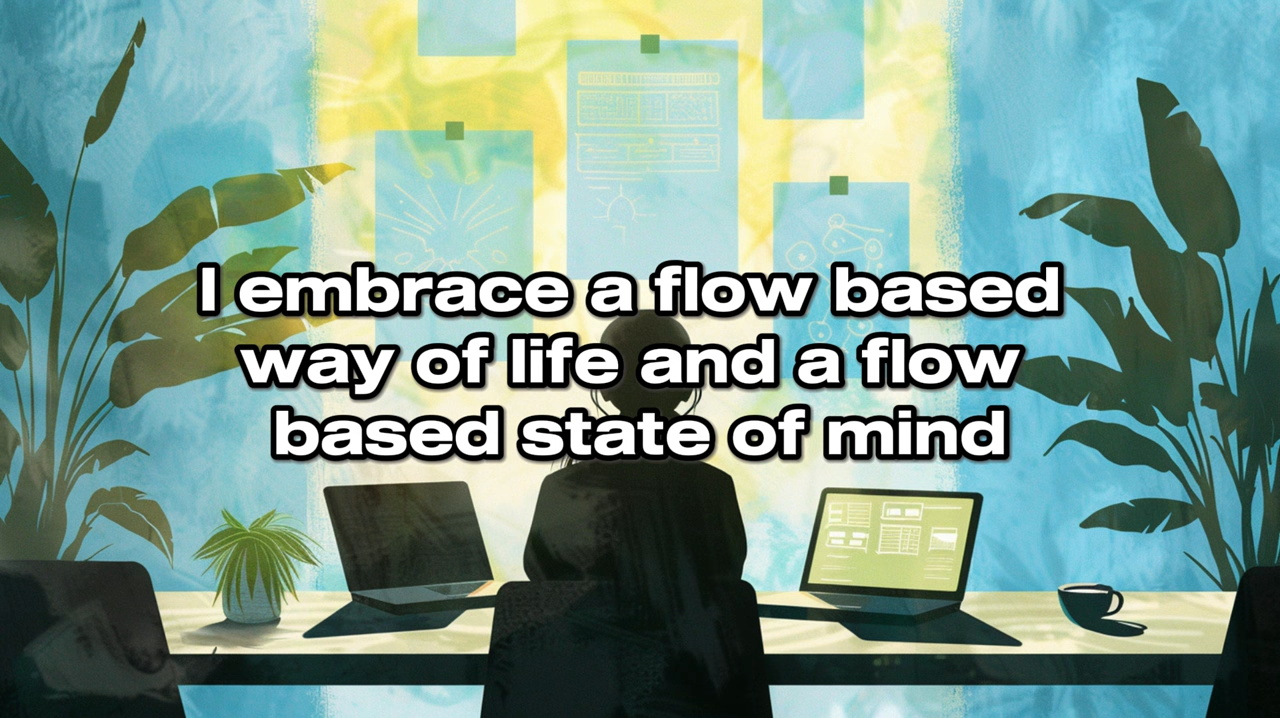 I embrace a flow based
way of life and a flow
based state of mind